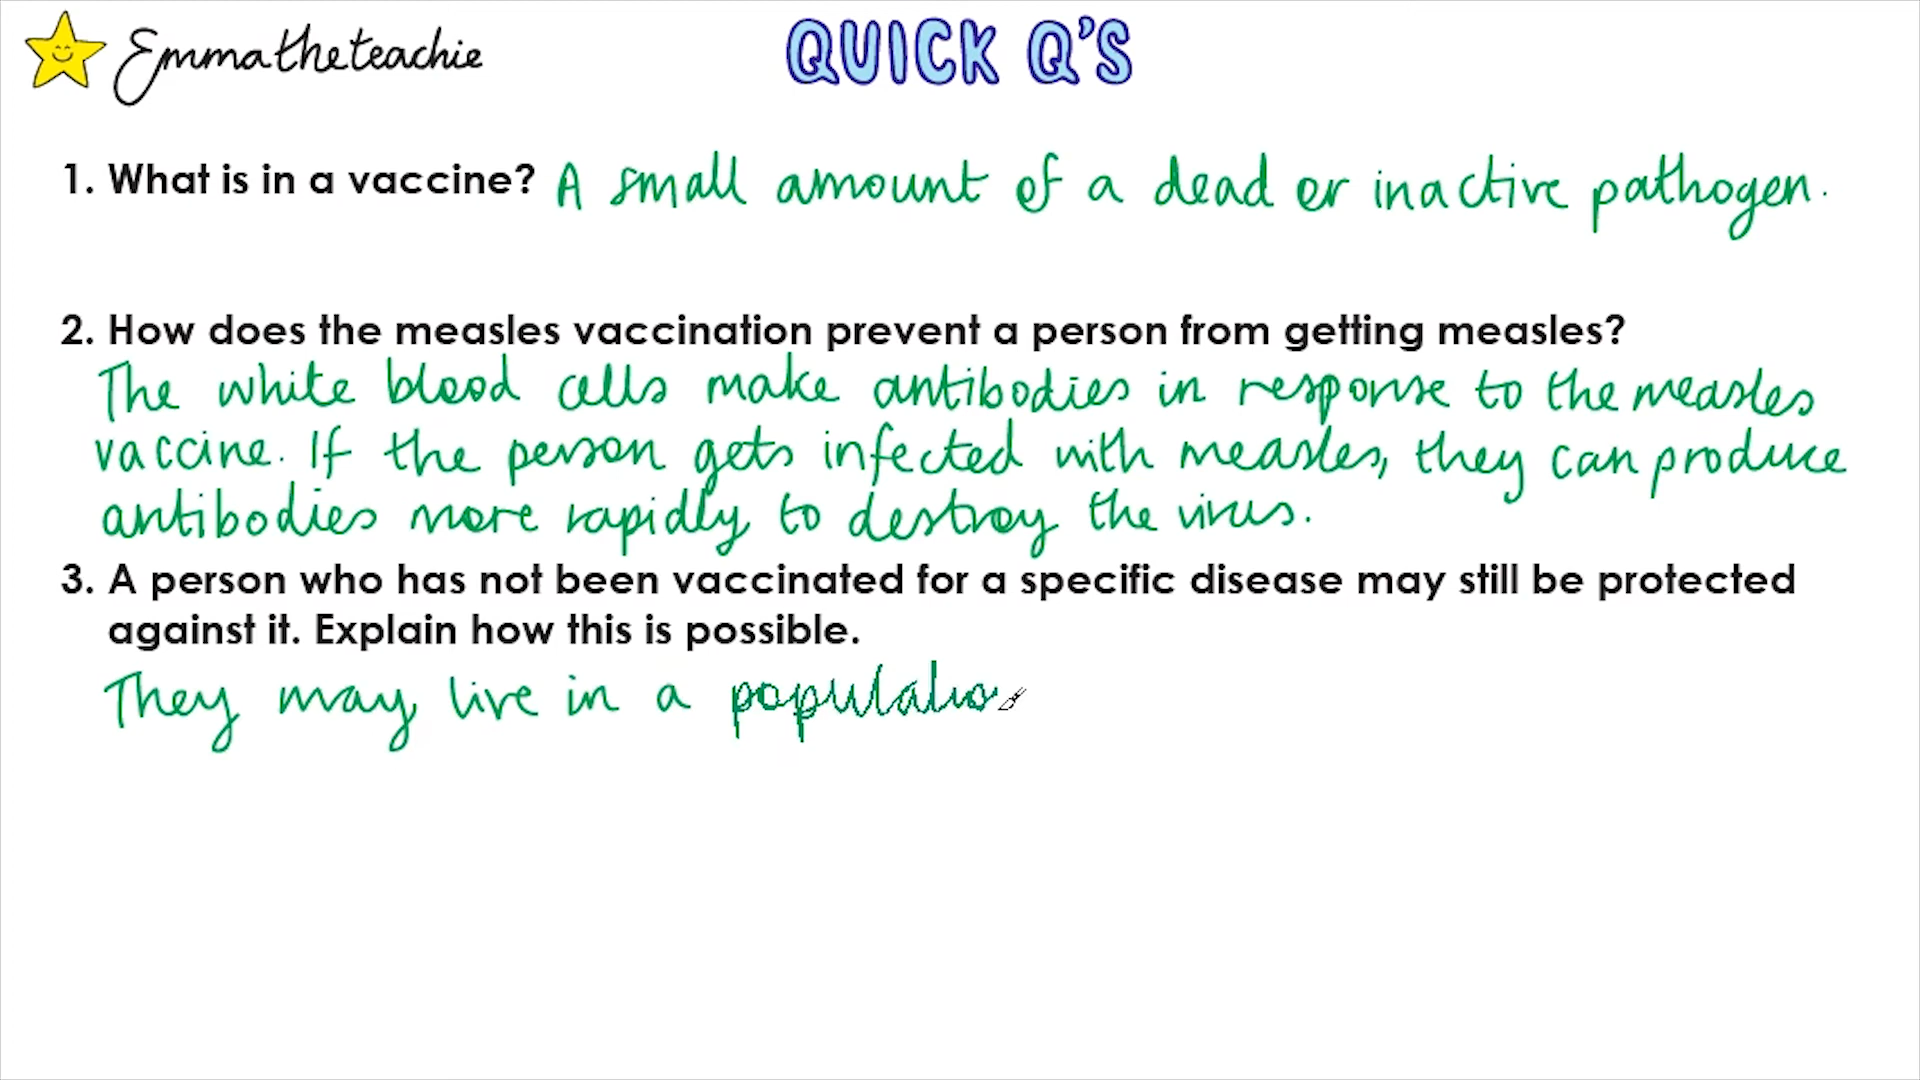 Emmatheteachie
QUICK Q'S
1. What is in a vaccine? A small amount of a dead or inactive pathogen.
2. How does the measles vaccination prevent a person from getting measles?
The white blood cells make antibodies in response to the measles
vaccine. If the person gets infected with measles, they can produce
antibodies more rapidly to destroy the virus.
3. A person who has not been vaccinated for a specific disease may still be protected
against it. Explain how this is possible.
They may live in a populatio